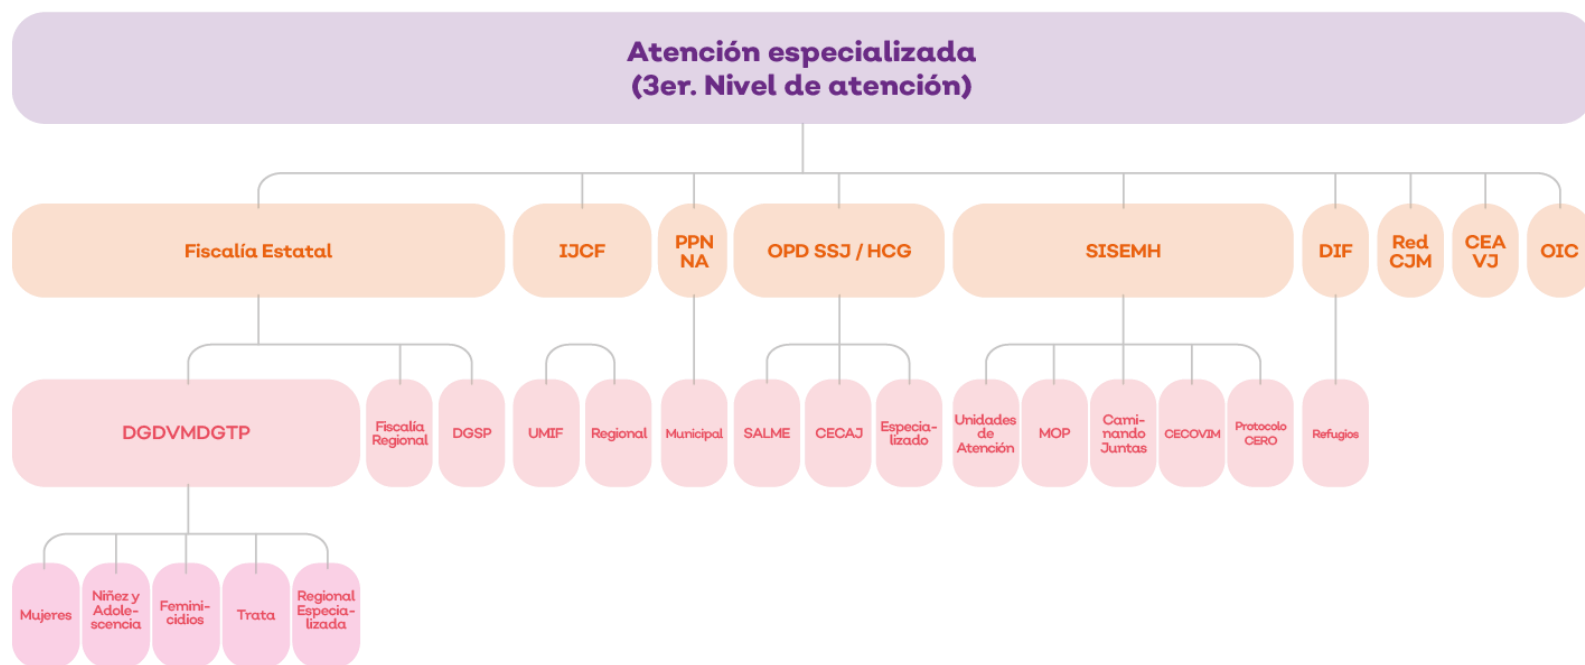 Atención especializada
(3er. Nivel de atención)
Fiscalía Estatal
IJCF
PPN
NA
OPD SSJ / HCG
SISEMH
DIF
Red
CJM
CEA
VJ
OIC
DGDVMDGTP
Fiscalía
Regional
DGSP
UMIF
Regional
Municipal
SALME
CECAJ
Especia-
lizado
Unidades
de
Atención
MOP
Cami-
nando
Juntas
CECOVIM
Protocolo
CERO
Refugios
Mujeres
Niñez y
Adole-
scencia
Femini-
cidios
Trata
Regional
Especia-
lizada